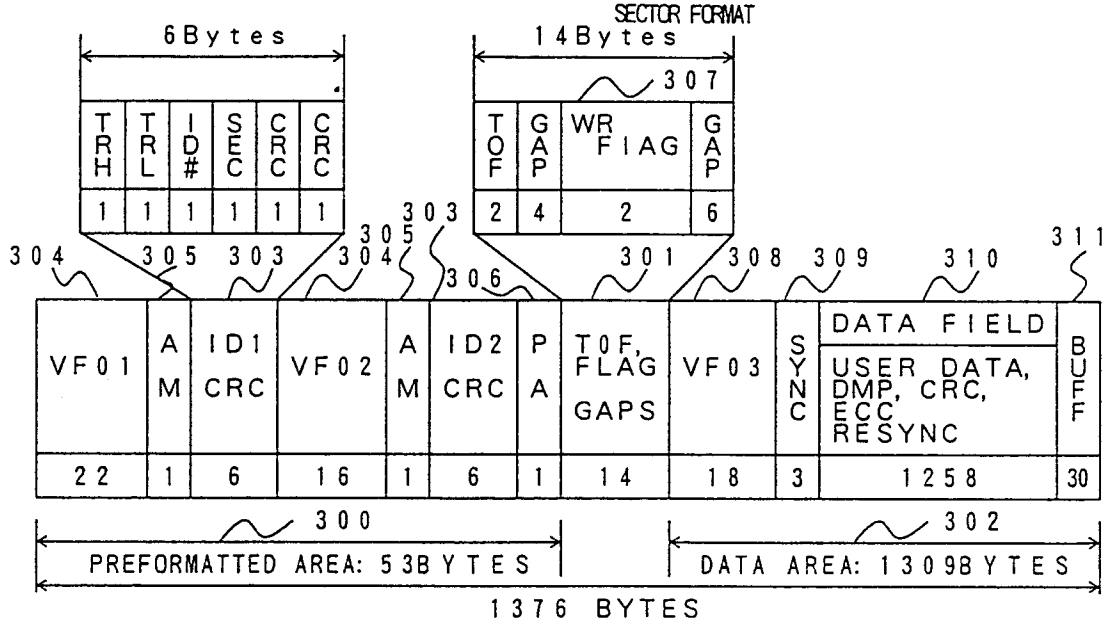 SECTOR FORMAT
6Bytes
14Bytes
307
TRH TRL ID# SEC CRC CRC
1 1 1 1 1 1
TOF GAP WR FlAG GAP
2 4 2 6
304 305 303 304 305 303 306 301 308 309 310 311
VF01 AM ID1 CRC VF02 AM ID2 CRC PA TOF, FLAG GAPS VF03 SYNC DATA FIELD BUFF
USER DATA,
DMP, CRC,
ECC
RESYNC
22 1 6 16 1 6 1 14 18 3 1258 30
300
302
PREFORMATTED AREA: 53BYTES
DATA AREA: 1309BYTES
1376 BYTES